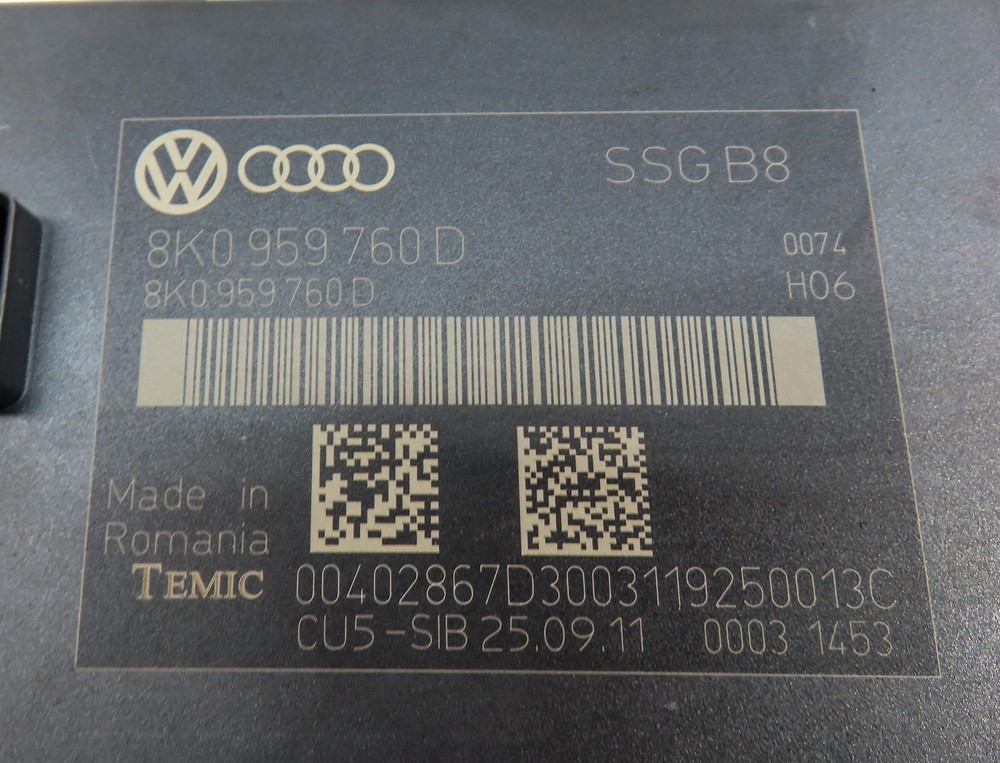 SSG B8
8K0 959 760 D
0074
8K0 959 760 D
H06
Made in
Romania
TEMIC
00402867D3003119250013C
CU5-SIB 25.09.11 0003 1453